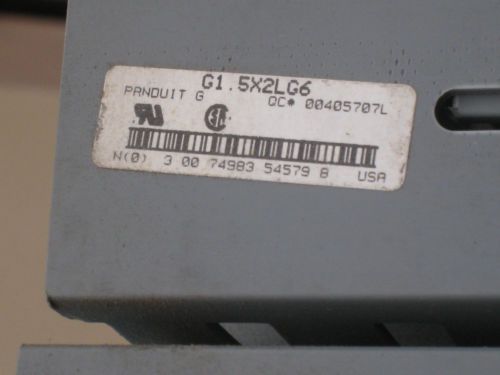 G1.5X2LG6
PANDUIT G QC# 00405707L
N(0) 3 00 74983 54579 8 USA